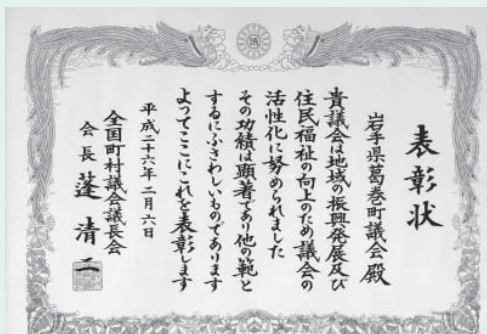 表彰状
岩手県葛巻町議会殿
貴議会は地域の振興発展及び
住民福祉の向上のため議会の
活性化に努められました
その功績は顕著であり他の範と
するにふさわしいものであります
よってここにこれを表彰します
平成二十六年二月六日
全国町村議会議長会
会長 蓬 清二